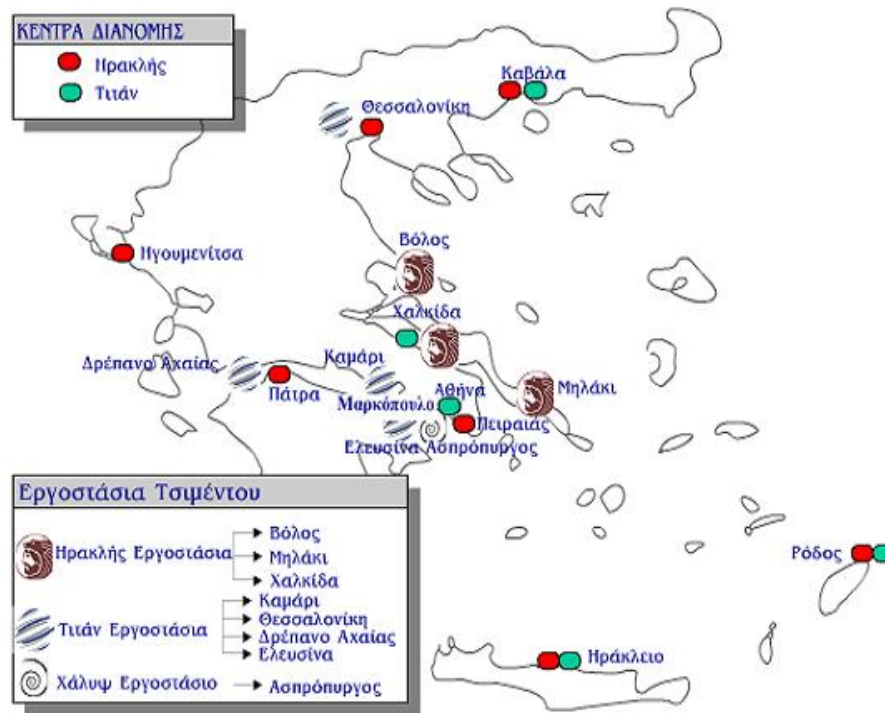 ΚΕΝΤΡΑ ΔΙΑΝΟΜΗΣ
Ηρακλής
Τιτάν
Καβάλα
Θεσσαλονίκη
Ηγουμενίτσα
Βόλος
Χαλκίδα
Δρέπανο Αχαίας
Καμάρι
Πάτρα
Αθήνα
Μηλάκι
Μαρκόπουλο
Πειραιάς
Ελευσίνα Ασπρόπυργος
Ρόδος
Ηράκλειο
Εργοστάσια Τσιμέντου
Ηρακλής Εργοστάσια
Βόλος
Μηλάκι
Χαλκίδα
Τιτάν Εργοστάσια
Καμάρι
Θεσσαλονίκη
Δρέπανο Αχαίας
Ελευσίνα
Χάλυψ Εργοστάσιο
Ασπρόπυργος